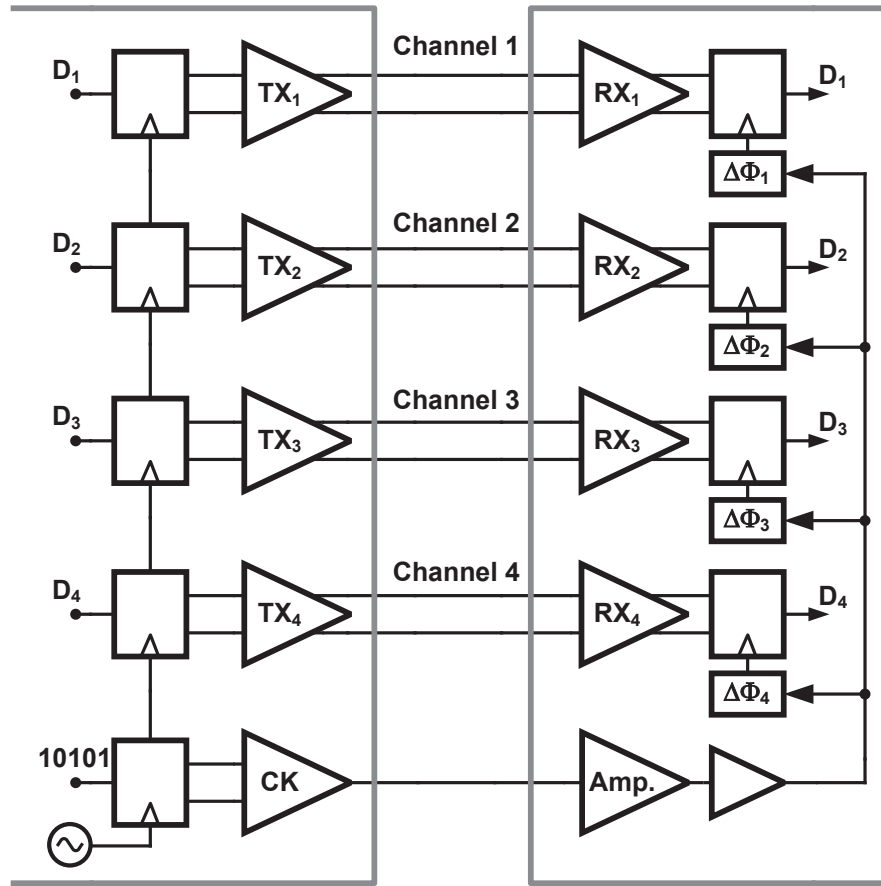 Channel 1
D₁ TX₁ RX₁ D₁
ΔΦ₁
Channel 2
D₂ TX₂ RX₂ D₂
ΔΦ₂
Channel 3
D₃ TX₃ RX₃ D₃
ΔΦ₃
Channel 4
D₄ TX₄ RX₄ D₄
ΔΦ₄
10101 CK Amp.